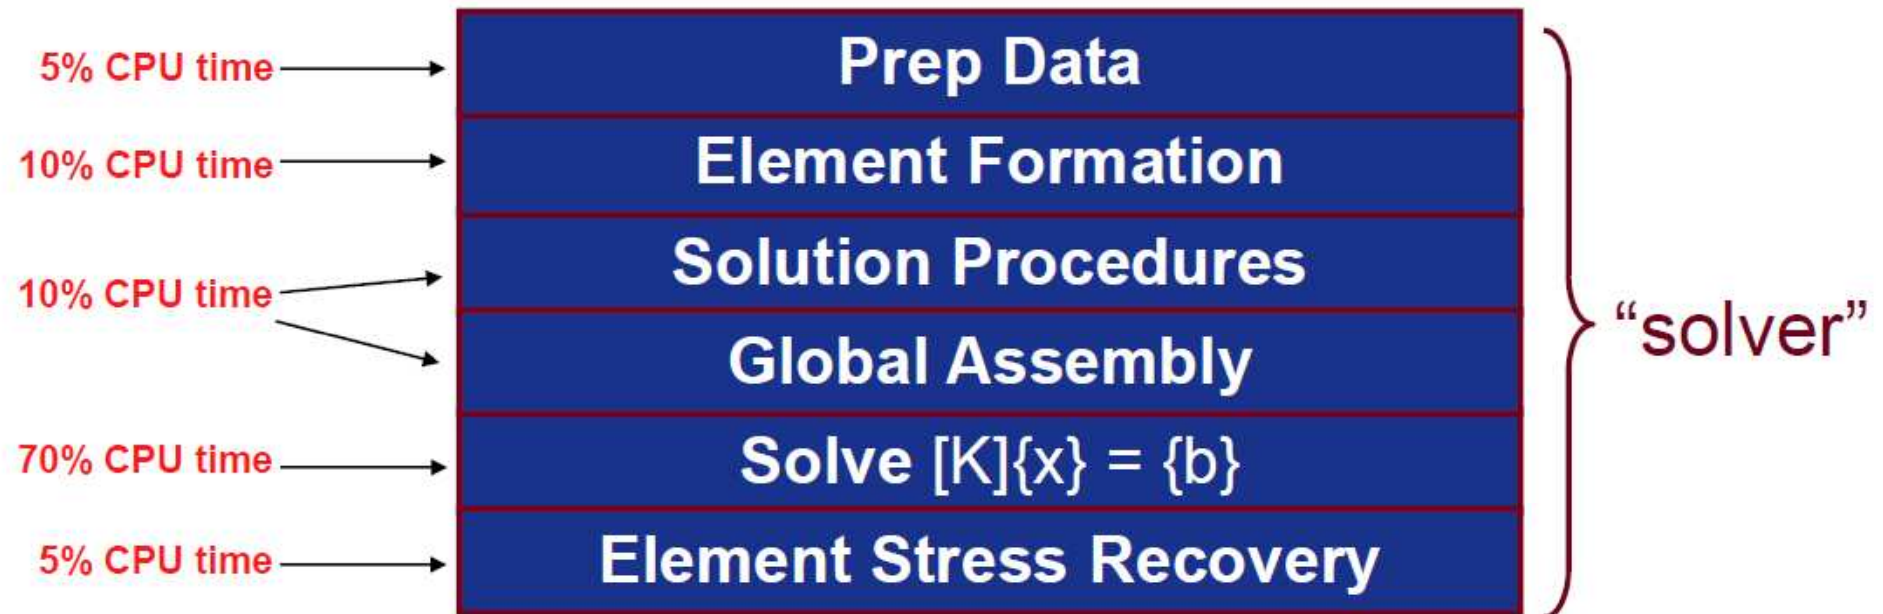 5% CPU time
Prep Data
10% CPU time
Element Formation
10% CPU time
Solution Procedures
Global Assembly
70% CPU time
Solve [K]{x} = {b}
5% CPU time
Element Stress Recovery
“solver”